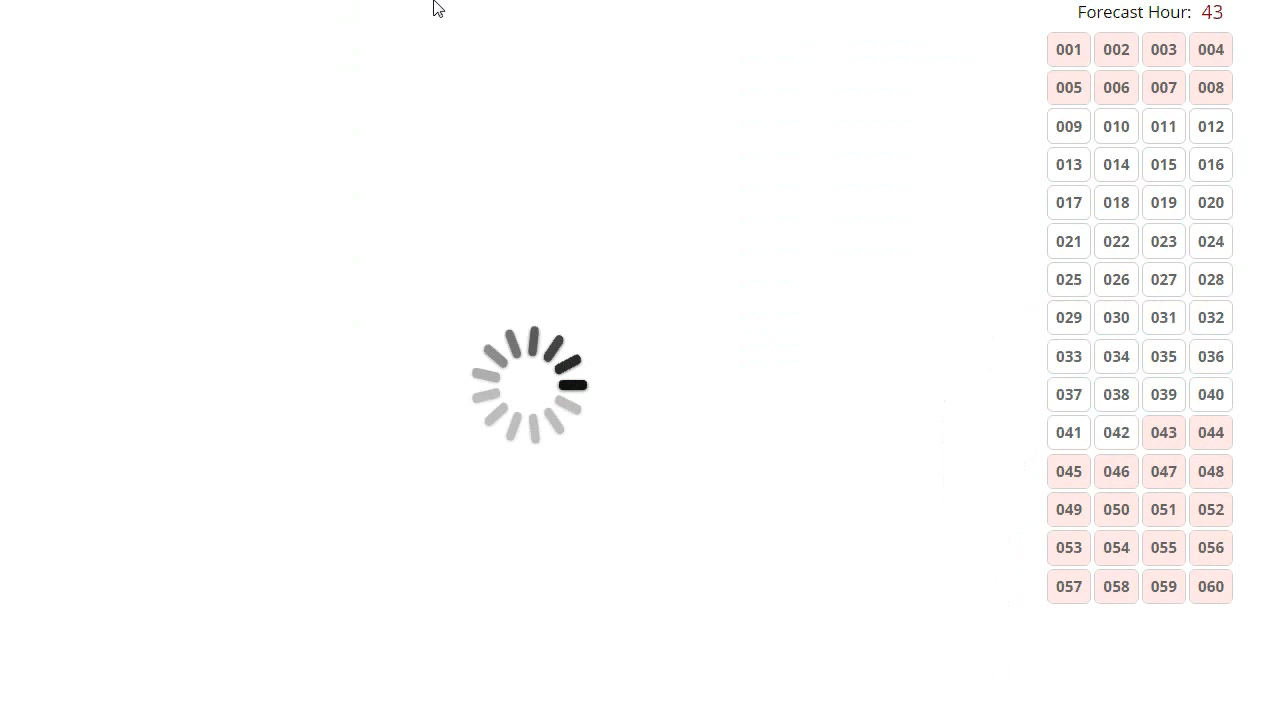 Forecast Hour: 43
001 002 003 004
005 006 007 008
009 010 011 012
013 014 015 016
017 018 019 020
021 022 023 024
025 026 027 028
029 030 031 032
033 034 035 036
037 038 039 040
041 042 043 044
045 046 047 048
049 050 051 052
053 054 055 056
057 058 059 060